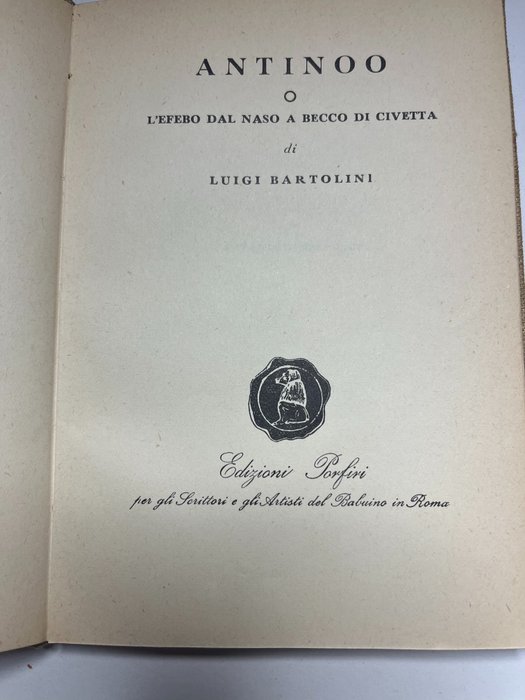 ANTINOO
O
L'EFEBO DAL NASO A BECCO DI CIVETTA
di
LUIGI BARTOLINI
Edizioni Porfiri
per gli Scrittori e gli Artisti del Babuino in Roma